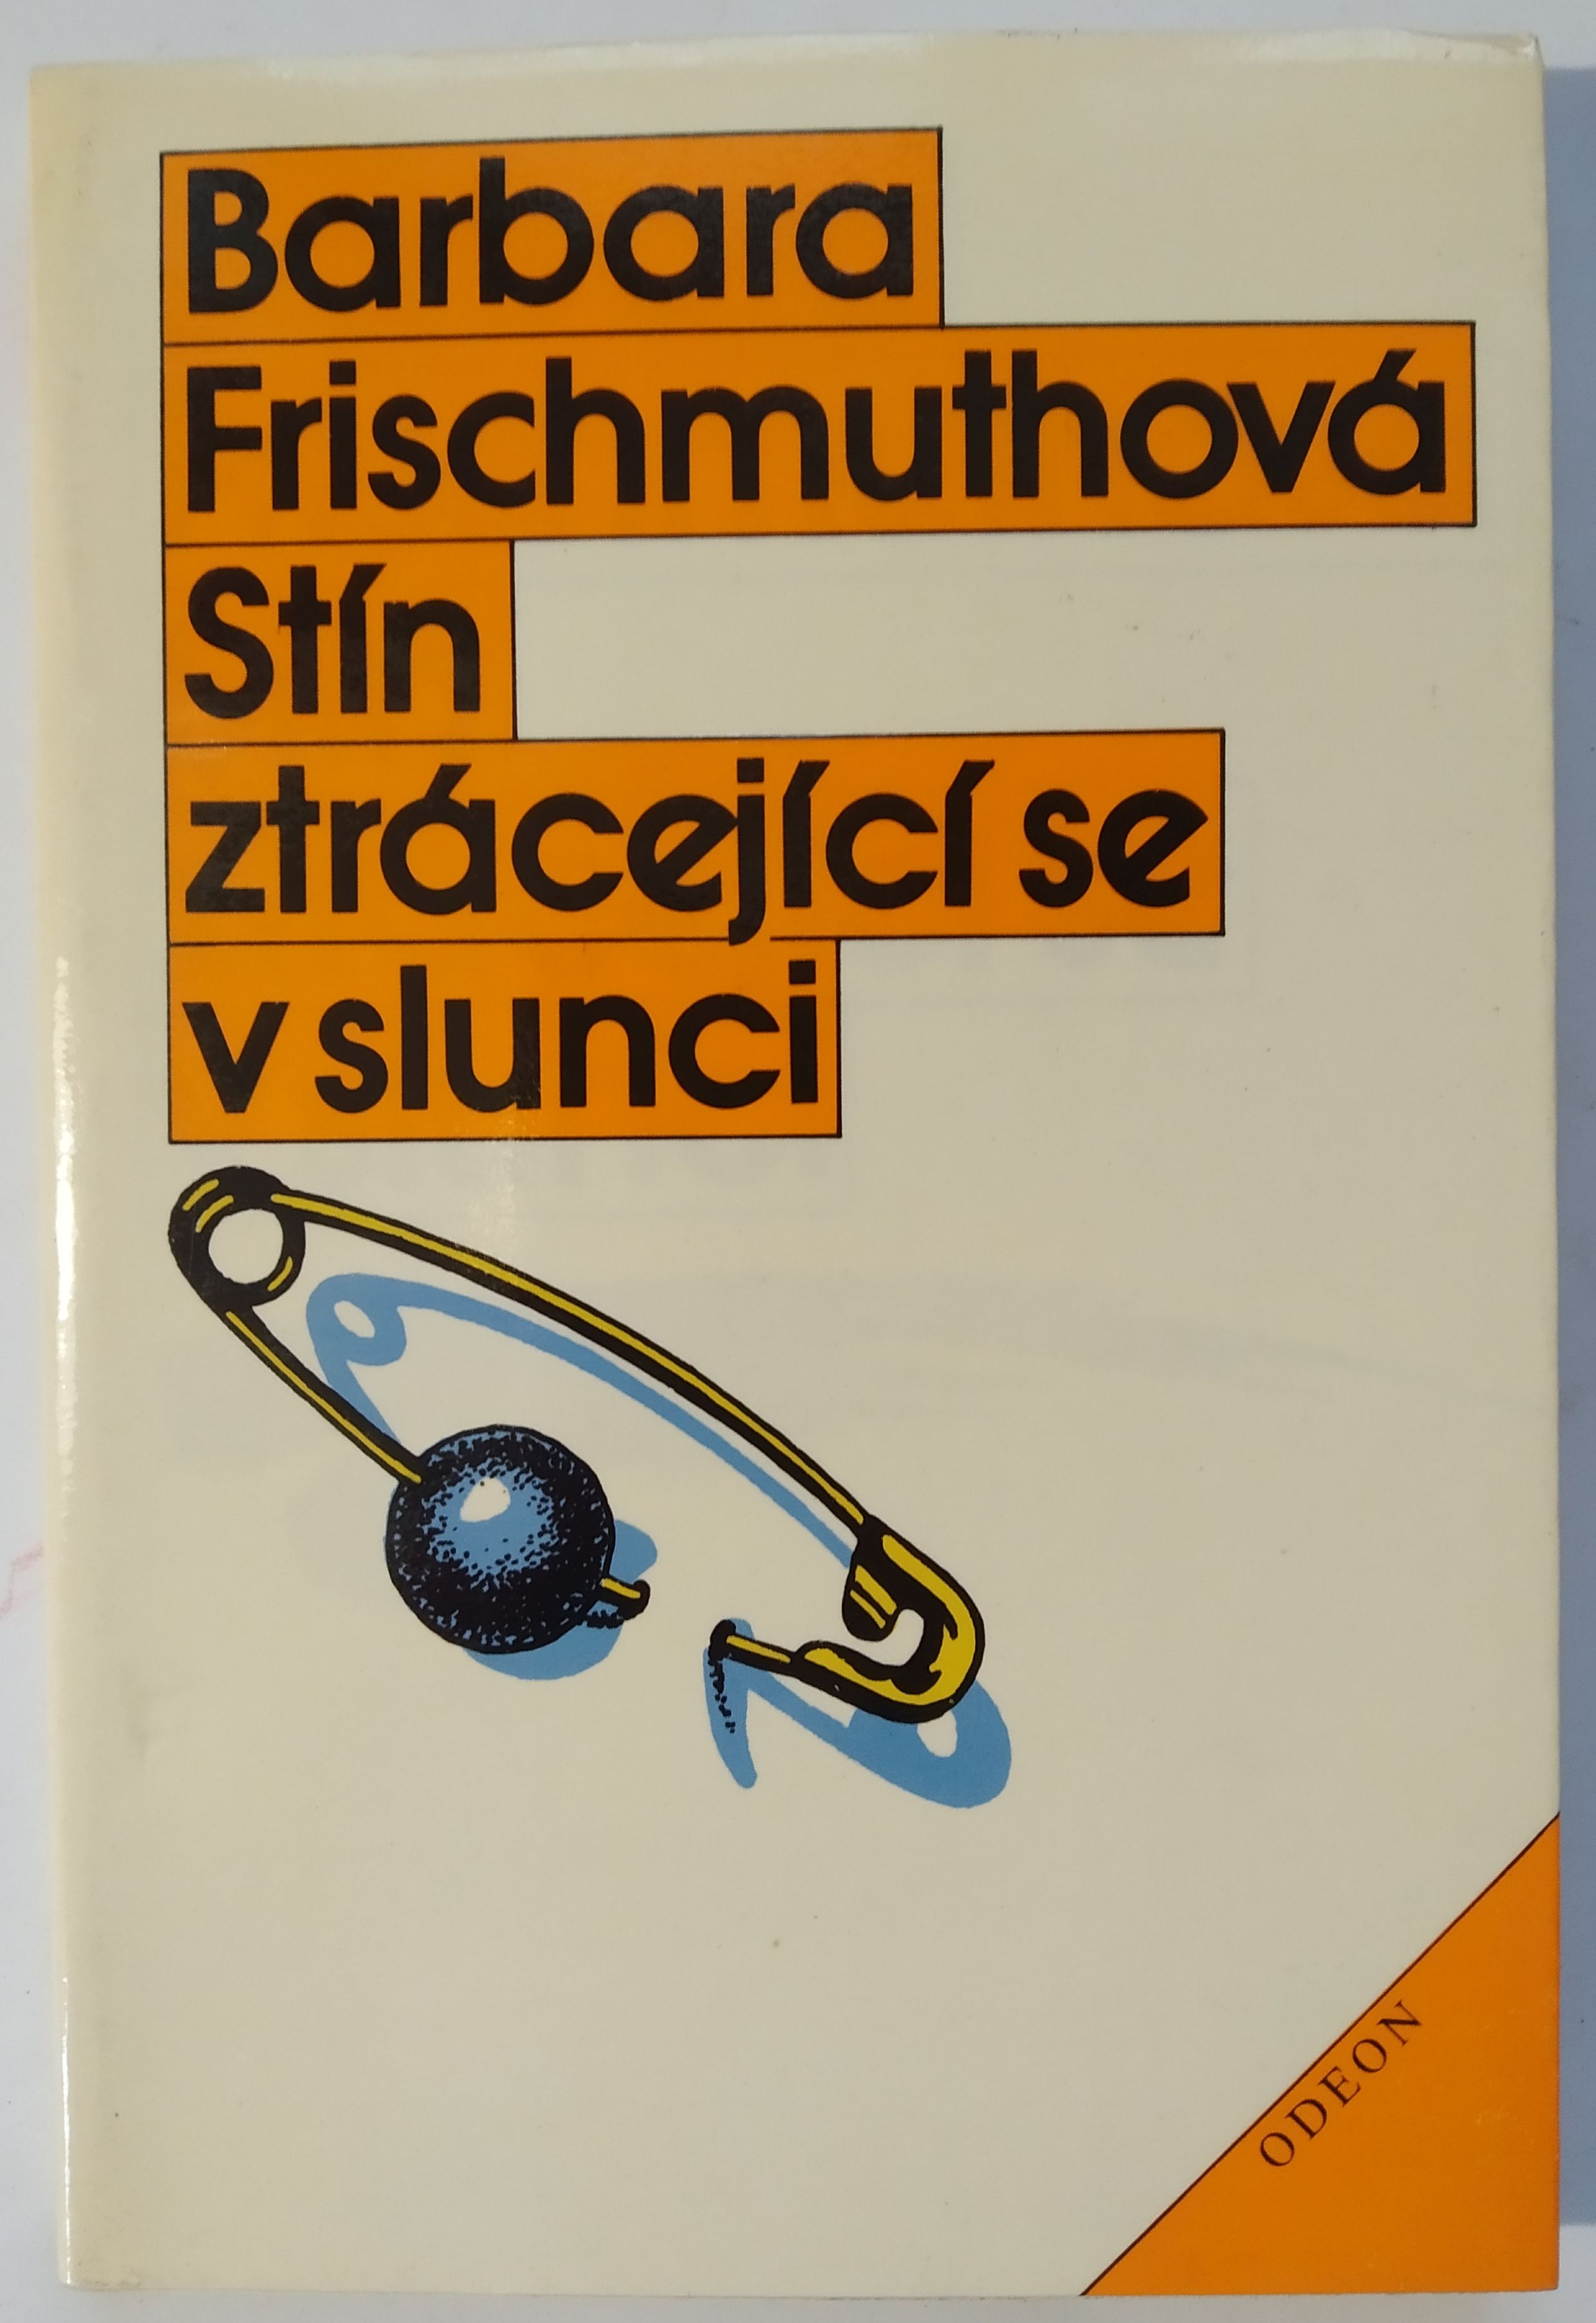 Barbara
Frischmuthová
Stín
ztrácející se
v slunci
ODEON